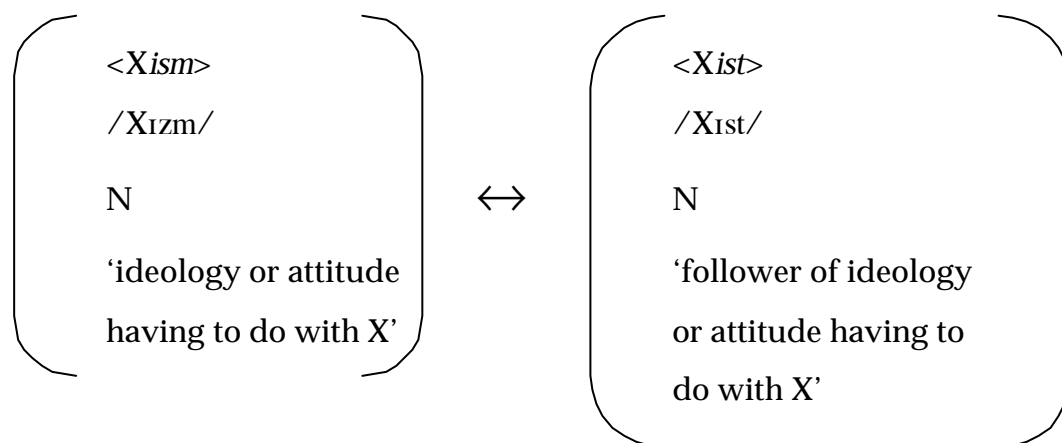 <Xism>
/Xɪzm/
N
‘ideology or attitude
having to do with X’
↔
<Xist>
/Xɪst/
N
‘follower of ideology
or attitude having to
do with X’